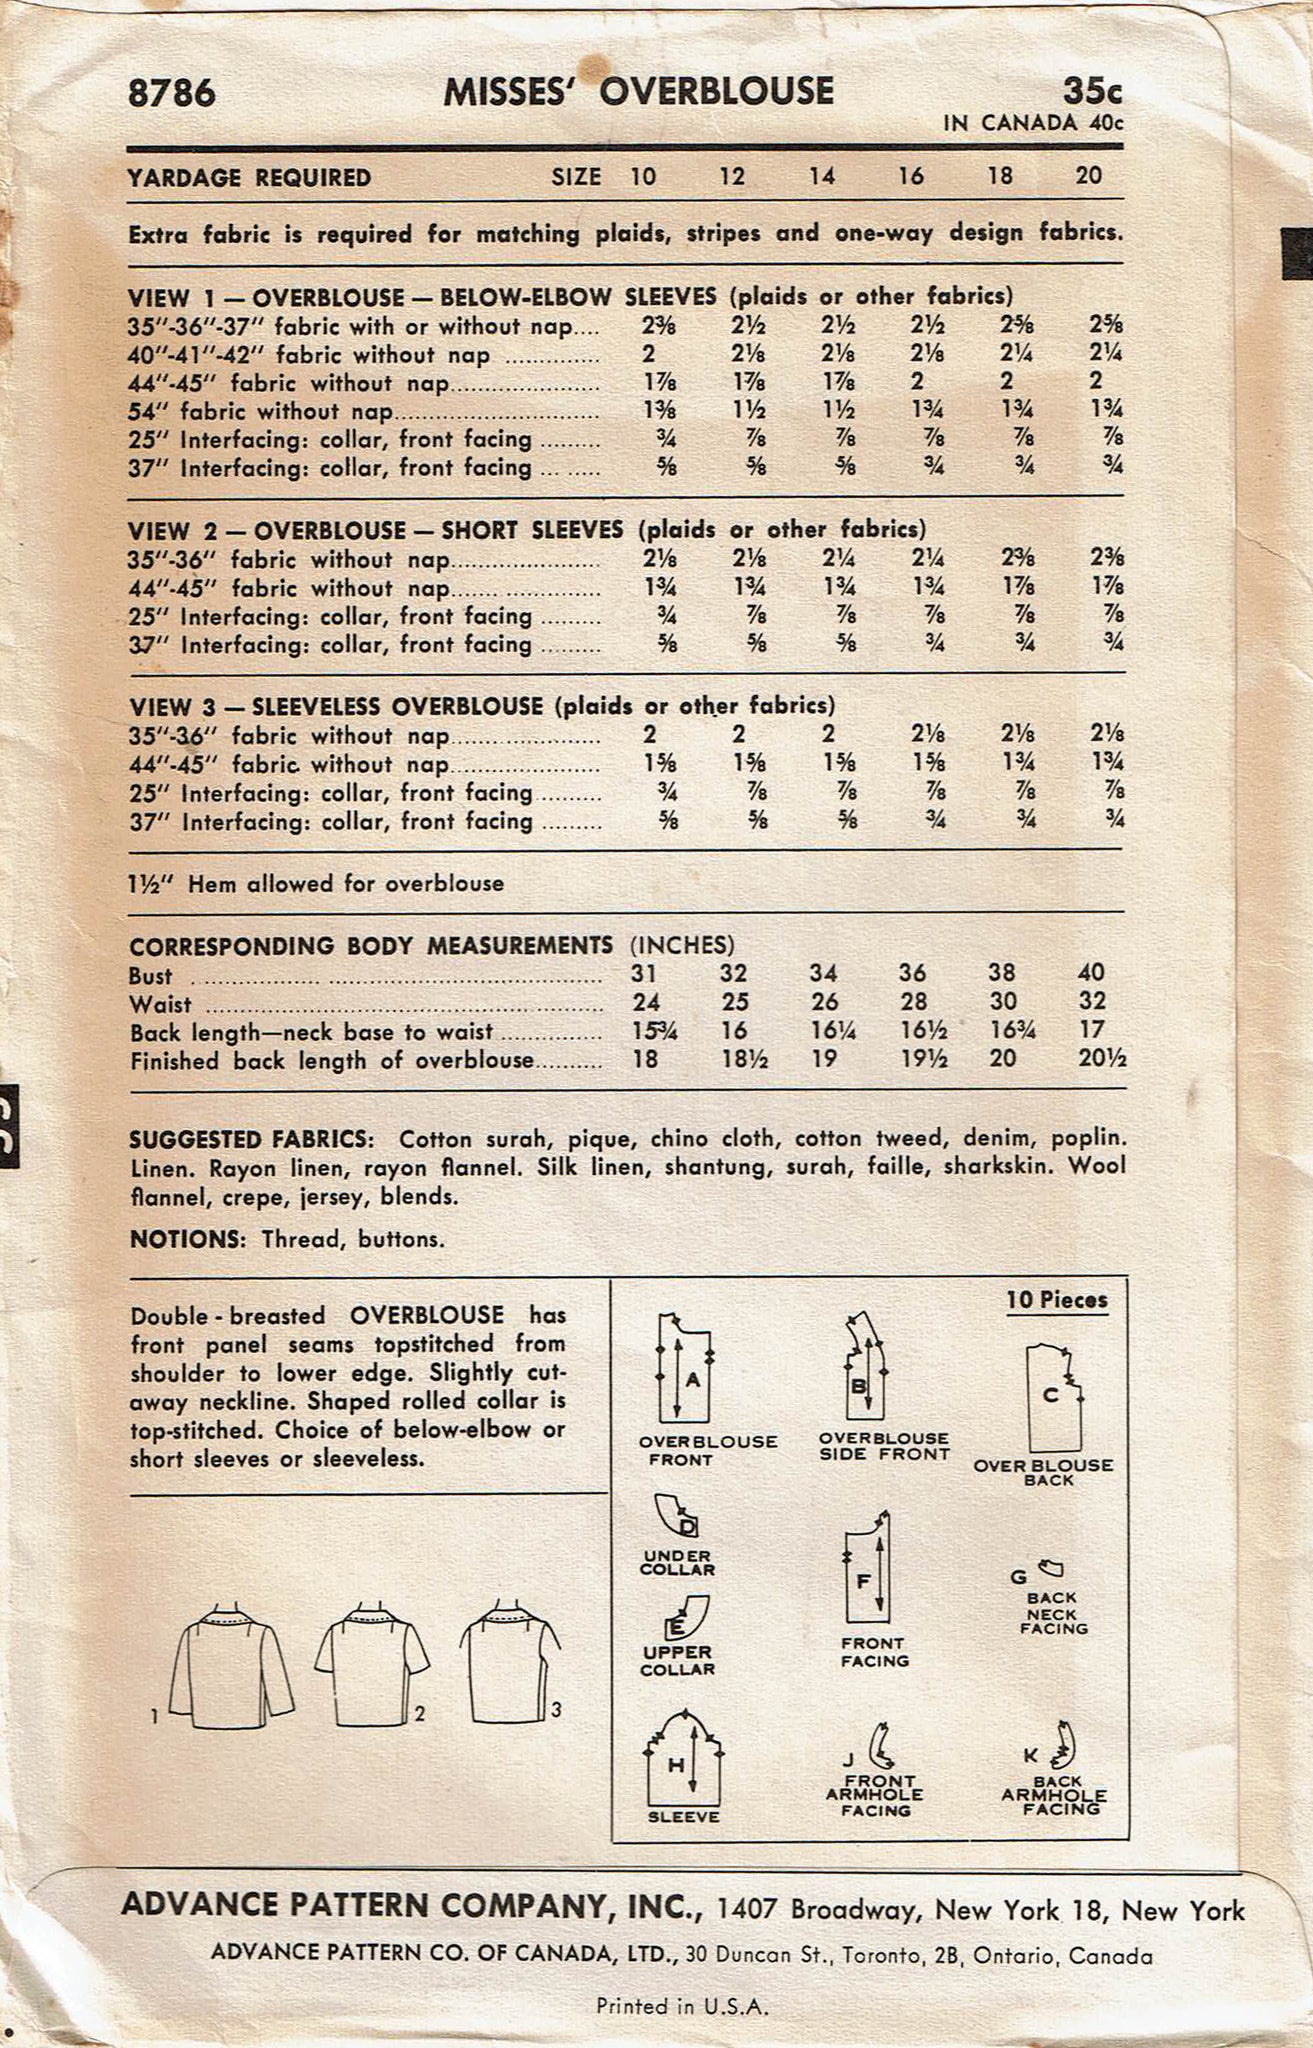 8786 MISSES' OVERBLOUSE 35c
IN CANADA 40c
YARDAGE REQUIRED SIZE 10 12 14 16 18 20
Extra fabric is required for matching plaids, stripes and one-way design fabrics.
VIEW 1 — OVERBLOUSE — BELOW-ELBOW SLEEVES (plaids or other fabrics)
35"-36"-37" fabric with or without nap.... 2⅜ 2½ 2½ 2½ 2⅝ 2⅝
40"-41"-42" fabric without nap .............. 2 2⅛ 2⅛ 2⅛ 2¼ 2¼
44"-45" fabric without nap...................... 1⅞ 1⅞ 1⅞ 2 2 2
54" fabric without nap.............................. 1⅜ 1½ 1½ 1¾ 1¾ 1¾
25" Interfacing: collar, front facing ......... ¾ ⅞ ⅞ ⅞ ⅞ ⅞
37" Interfacing: collar, front facing ... ..... ⅝ ⅝ ⅝ ¾ ¾ ¾
VIEW 2 — OVERBLOUSE — SHORT SLEEVES (plaids or other fabrics)
35"-36" fabric without nap...................... 2⅛ 2⅛ 2¼ 2¼ 2⅜ 2⅜
44"-45" fabric without nap....... .............. 1¾ 1¾ 1¾ 1¾ 1⅞ 1⅞
25" Interfacing: collar, front facing ......... ¾ ⅞ ⅞ ⅞ ⅞ ⅞
37" Interfacing: collar, front facing ......... ⅝ ⅝ ⅝ ¾ ¾ ¾
VIEW 3 — SLEEVELESS OVERBLOUSE (plaids or other fabrics)
35"-36" fabric without nap...................... 2 2 2 2⅛ 2⅛ 2⅛
44"-45" fabric without nap...................... 1⅝ 1⅝ 1⅝ 1⅝ 1¾ 1¾
25" Interfacing: collar, front facing ......... ¾ ⅞ ⅞ ⅞ ⅞ ⅞
37" Interfacing: collar, front facing ......... ⅝ ⅝ ⅝ ¾ ¾ ¾
1½" Hem allowed for overblouse
CORRESPONDING BODY MEASUREMENTS (INCHES)
Bust .......................................................... 31 32 34 36 38 40
Waist ......................................................... 24 25 26 28 30 32
Back length—neck base to waist ............... 15¾ 16 16¼ 16½ 16¾ 17
Finished back length of overblouse.......... 18 18½ 19 19½ 20 20½
SUGGESTED FABRICS: Cotton surah, pique, chino cloth, cotton tweed, denim, poplin.
Linen. Rayon linen, rayon flannel. Silk linen, shantung, surah, faille, sharkskin. Wool
flannel, crepe, jersey, blends.
NOTIONS: Thread, buttons.
Double - breasted OVERBLOUSE has
front panel seams topstitched from
shoulder to lower edge. Slightly cut-
away neckline. Shaped rolled collar is
top-stitched. Choice of below-elbow or
short sleeves or sleeveless.
1
2
3
10 Pieces
A
OVERBLOUSE
FRONT
B
OVERBLOUSE
SIDE FRONT
C
OVERBLOUSE
BACK
D
UNDER
COLLAR
E
UPPER
COLLAR
F
FRONT
FACING
G
BACK
NECK
FACING
H
SLEEVE
J
FRONT
ARMHOLE
FACING
K
BACK
ARMHOLE
FACING
ADVANCE PATTERN COMPANY, INC., 1407 Broadway, New York 18, New York
ADVANCE PATTERN CO. OF CANADA, LTD., 30 Duncan St., Toronto, 2B, Ontario, Canada
Printed in U.S.A.